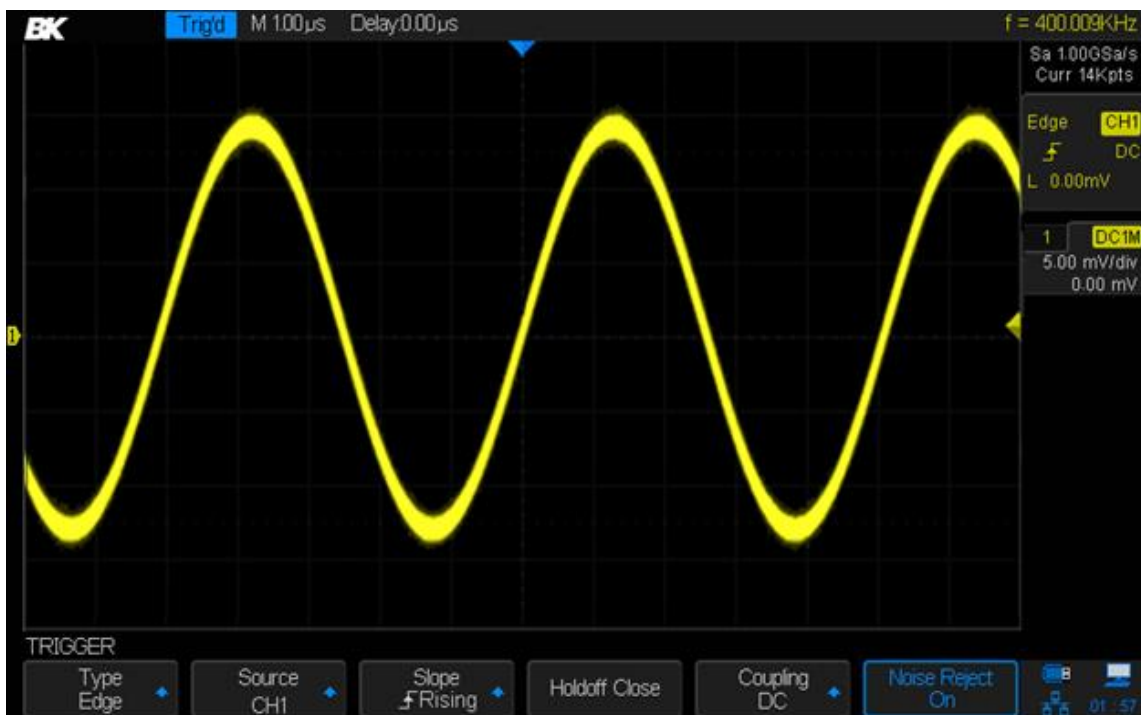 BK Trig'd M 1.00µs Delay:0.00µs f = 400.009KHz
Sa 1.00GSa/s
Curr 14Kpts
Edge CH1
DC
L 0.00mV
1 DC1M
5.00 mV/div
0.00 mV
1
TRIGGER
Type
Edge
Source
CH1
Slope
Rising
Holdoff Close
Coupling
DC
Noise Reject
On
01 : 57